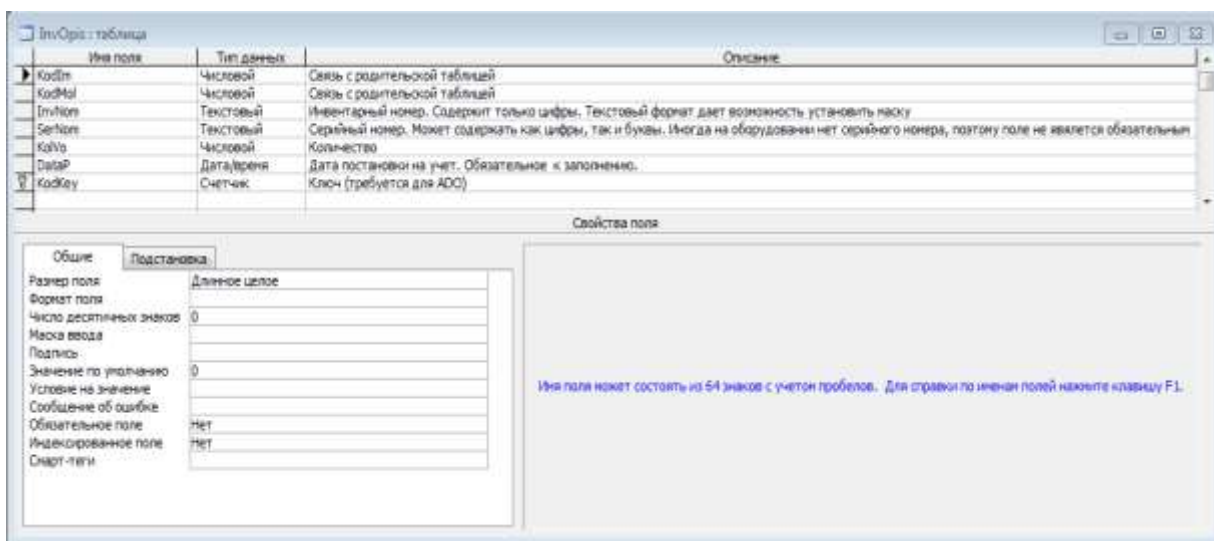 InvOpis : таблица
Имя поля Тип данных Описание
KodIm Числовой Связь с родительской таблицей
KodMol Числовой Связь с родительской таблицей
InvNom Текстовый Инвентарный номер. Содержит только цифры. Текстовый формат дает возможность установить маску
SerNom Текстовый Серийный номер. Может содержать как цифры, так и буквы. Иногда на оборудовании нет серийного номера, поэтому поле не является обязательным
KolVo Числовой Количество
DataP Дата/время Дата постановки на учет. Обязательное к заполнению.
KodKey Счетчик Ключ (требуется для ADO)
Свойства поля
Общие Подстановка
Размер поля Длинное целое
Формат поля
Число десятичных знаков 0
Маска ввода
Подпись
Значение по умолчанию 0
Условие на значение
Сообщение об ошибке
Обязательное поле Нет
Индексированное поле Нет
Смарт-теги
Имя поля может состоять из 64 знаков с учетом пробелов. Для справки по именам полей нажмите клавишу F1.